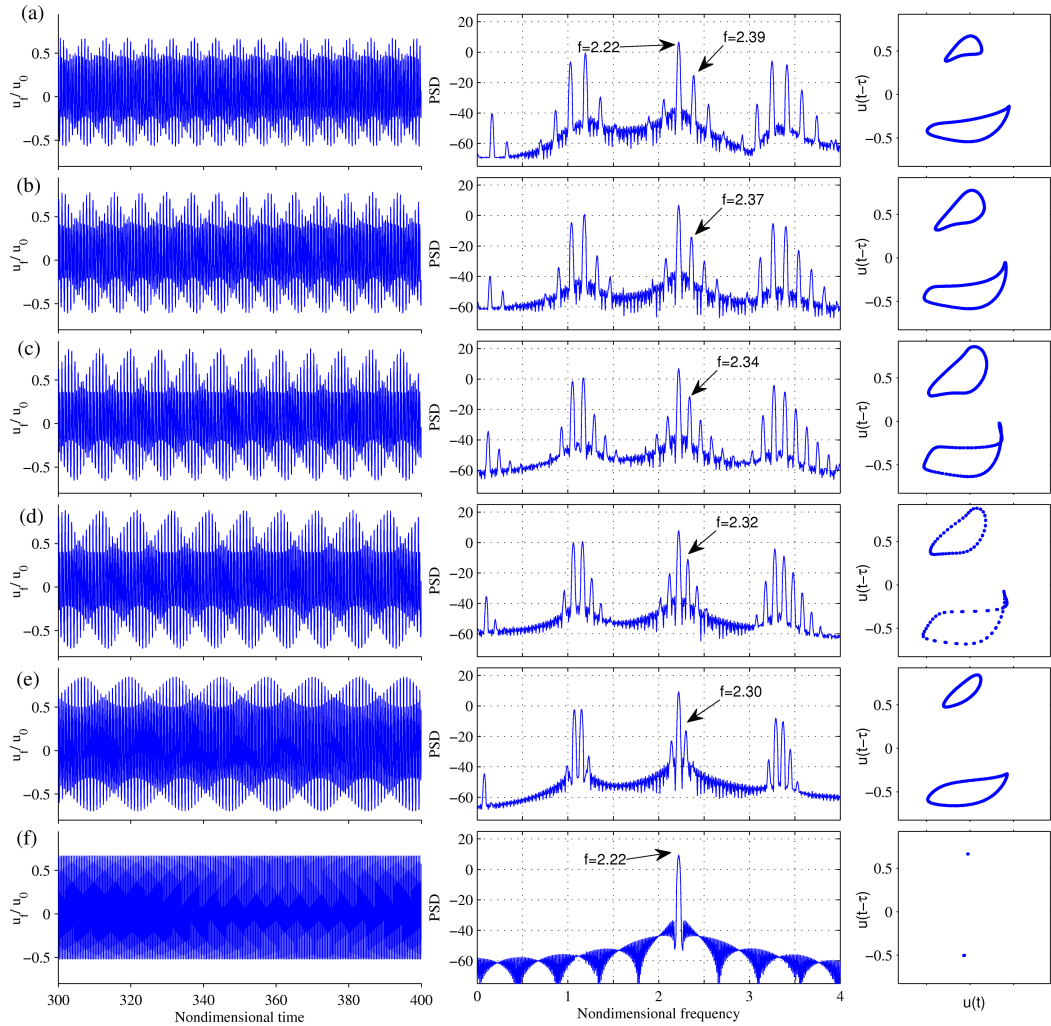 (a)
u_f / u_0
0.5
0
−0.5
PSD
20
0
−20
−40
−60
f=2.22
f=2.39
u(t−τ)
0.5
0
−0.5
(b)
u_f / u_0
0.5
0
−0.5
PSD
20
0
−20
−40
−60
f=2.37
u(t−τ)
0.5
0
−0.5
(c)
u_f / u_0
0.5
0
−0.5
PSD
20
0
−20
−40
−60
f=2.34
u(t−τ)
0.5
0
−0.5
(d)
u_f / u_0
0.5
0
−0.5
PSD
20
0
−20
−40
−60
f=2.32
u(t−τ)
0.5
0
−0.5
(e)
u_f / u_0
0.5
0
−0.5
PSD
20
0
−20
−40
−60
f=2.30
u(t−τ)
0.5
0
−0.5
(f)
u_f / u_0
0.5
0
−0.5
300 320 340 360 380 400
Nondimensional time
PSD
20
0
−20
−40
−60
f=2.22
0 1 2 3 4
Nondimensional frequency
u(t−τ)
0.5
0
−0.5
u(t)